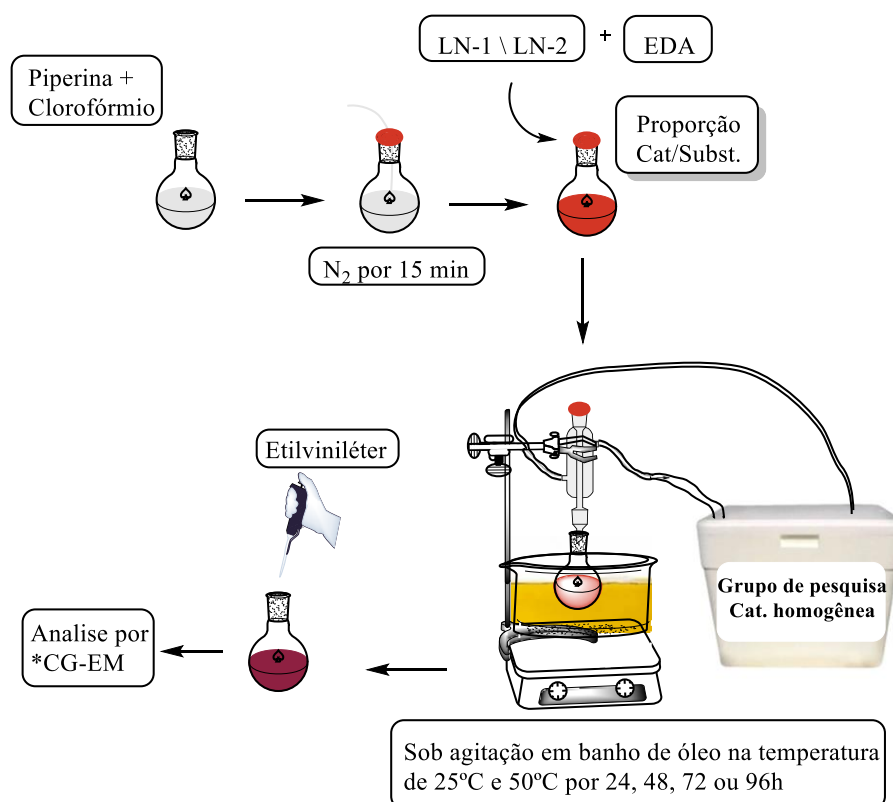 Piperina +
Clorofórmio
N2 por 15 min
LN-1 \ LN-2
+
EDA
Proporção
Cat/Subst.
Grupo de pesquisa
Cat. homogênea
Sob agitação em banho de óleo na temperatura
de 25ºC e 50ºC por 24, 48, 72 ou 96h
Etilviniléter
Analise por
*CG-EM